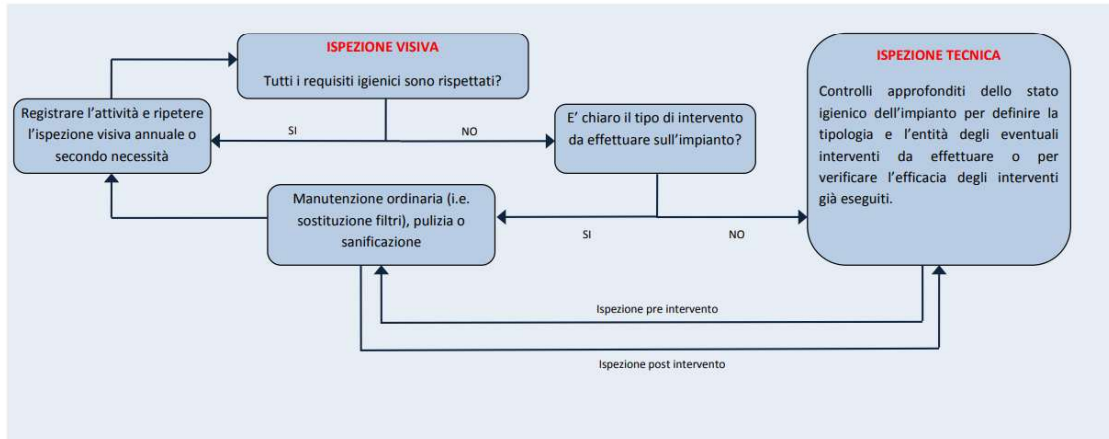 ISPEZIONE VISIVA
Tutti i requisiti igienici sono rispettati?
ISPEZIONE TECNICA
Controlli approfonditi dello stato
igienico dell'impianto per definire la
tipologia e l'entità degli eventuali
interventi da effettuare o per
verificare l'efficacia degli interventi
già eseguiti.
Registrare l'attività e ripetere
l'ispezione visiva annuale o
secondo necessità
SI
NO
E' chiaro il tipo di intervento
da effettuare sull'impianto?
Manutenzione ordinaria (i.e.
sostituzione filtri), pulizia o
sanificazione
SI
NO
Ispezione pre intervento
Ispezione post intervento